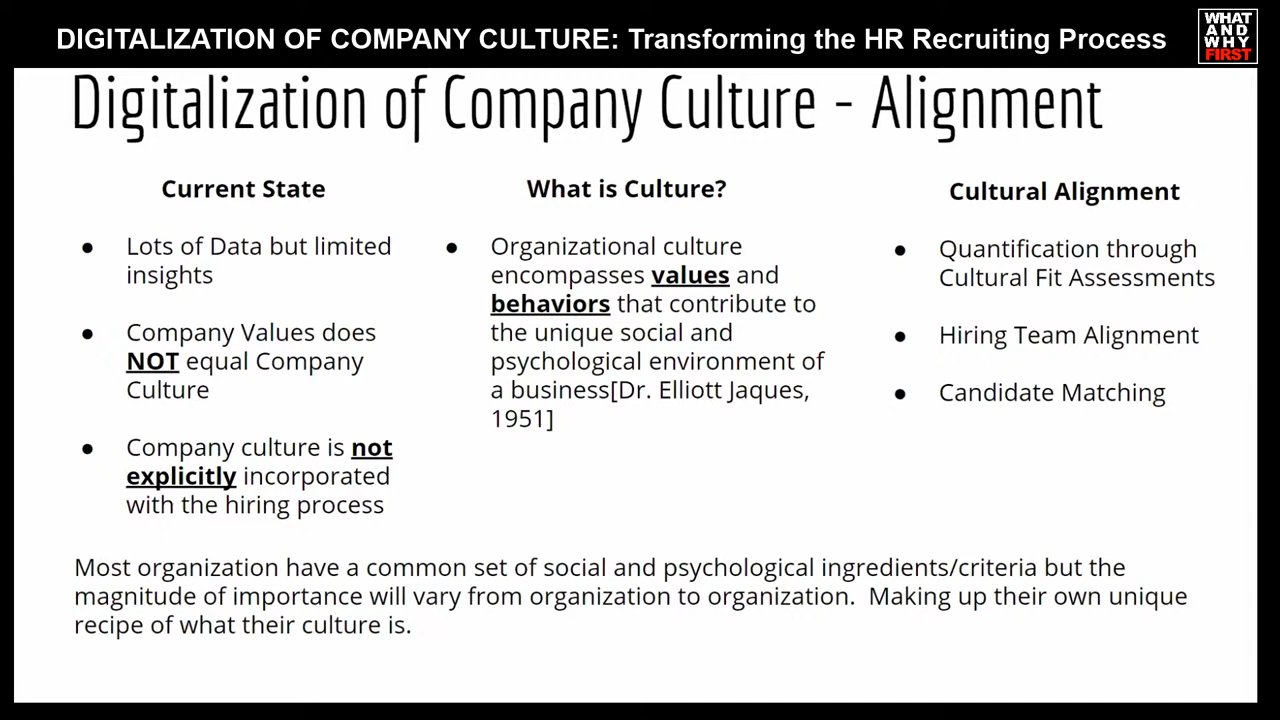 DIGITALIZATION OF COMPANY CULTURE: Transforming the HR Recruiting Process
WHAT
AND
WHY
FIRST
Digitalization of Company Culture - Alignment
Current State
● Lots of Data but limited
insights
● Company Values does
NOT equal Company
Culture
● Company culture is not
explicitly incorporated
with the hiring process
What is Culture?
● Organizational culture
encompasses values and
behaviors that contribute to
the unique social and
psychological environment of
a business[Dr. Elliott Jaques,
1951]
Cultural Alignment
● Quantification through
Cultural Fit Assessments
● Hiring Team Alignment
● Candidate Matching
Most organization have a common set of social and psychological ingredients/criteria but the
magnitude of importance will vary from organization to organization.  Making up their own unique
recipe of what their culture is.